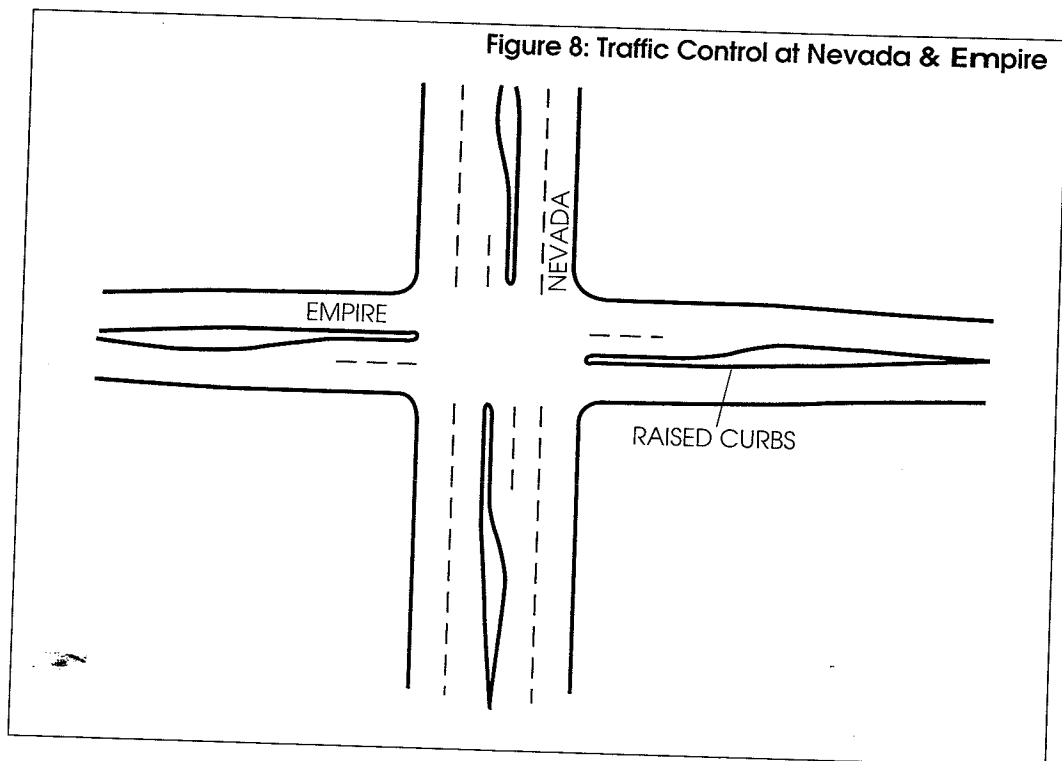 Figure 8: Traffic Control at Nevada & Empire
NEVADA
EMPIRE
RAISED CURBS